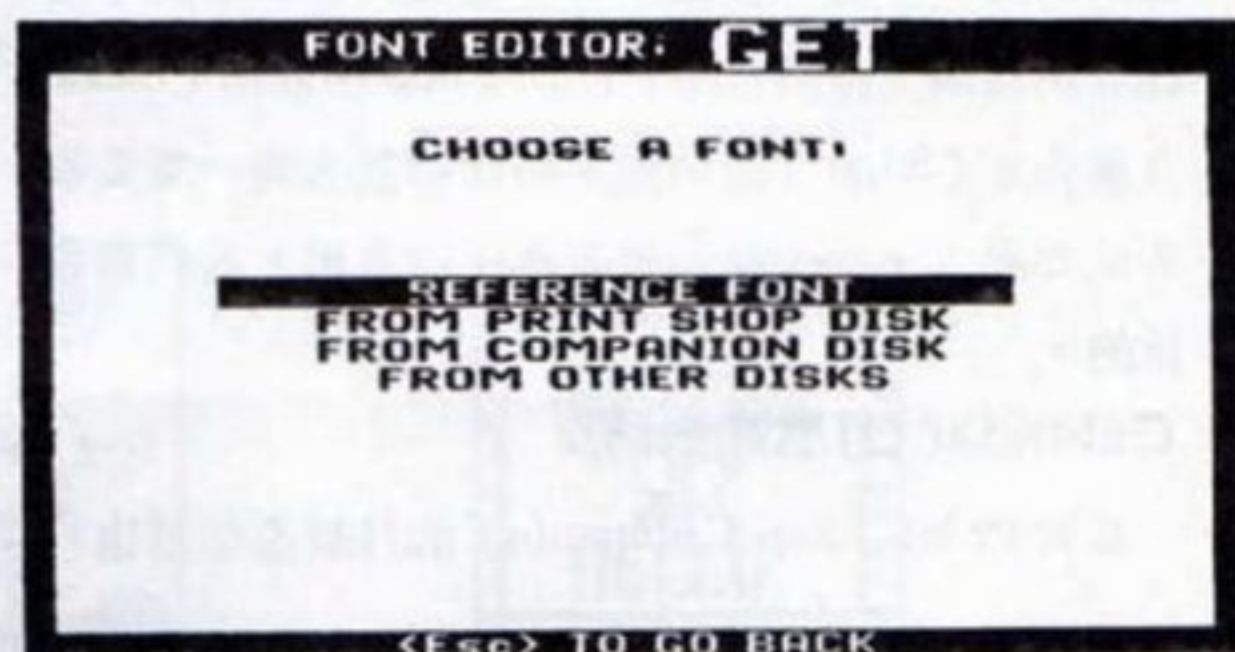 FONT EDITOR: GET
CHOOSE A FONT:
REFERENCE FONT
FROM PRINT SHOP DISK
FROM COMPANION DISK
FROM OTHER DISKS
<Esc> TO GO BACK